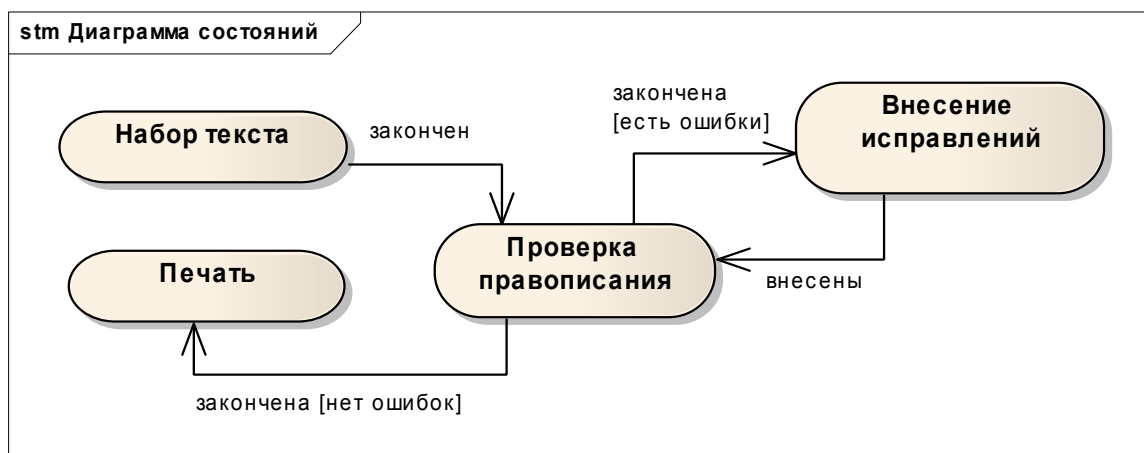 stm Диаграмма состояний
Набор текста
закончен
закончена
[есть ошибки]
Внесение
исправлений
Проверка
правописания
внесены
Печать
закончена [нет ошибок]